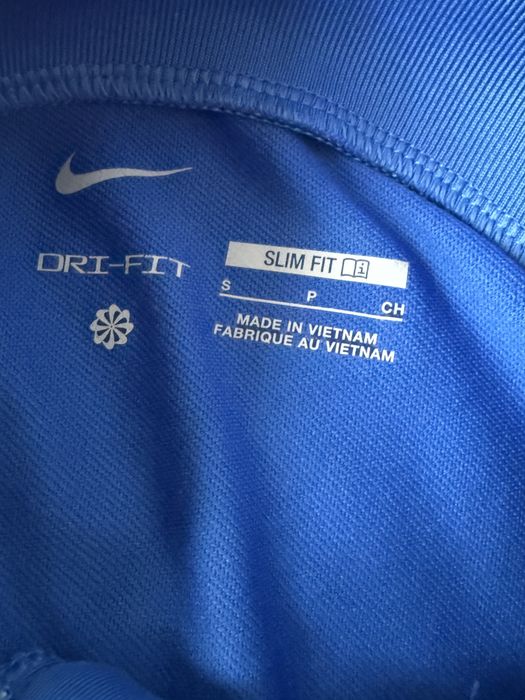 DRI-FIT
SLIM FIT
S P CH
MADE IN VIETNAM
FABRIQUE AU VIETNAM